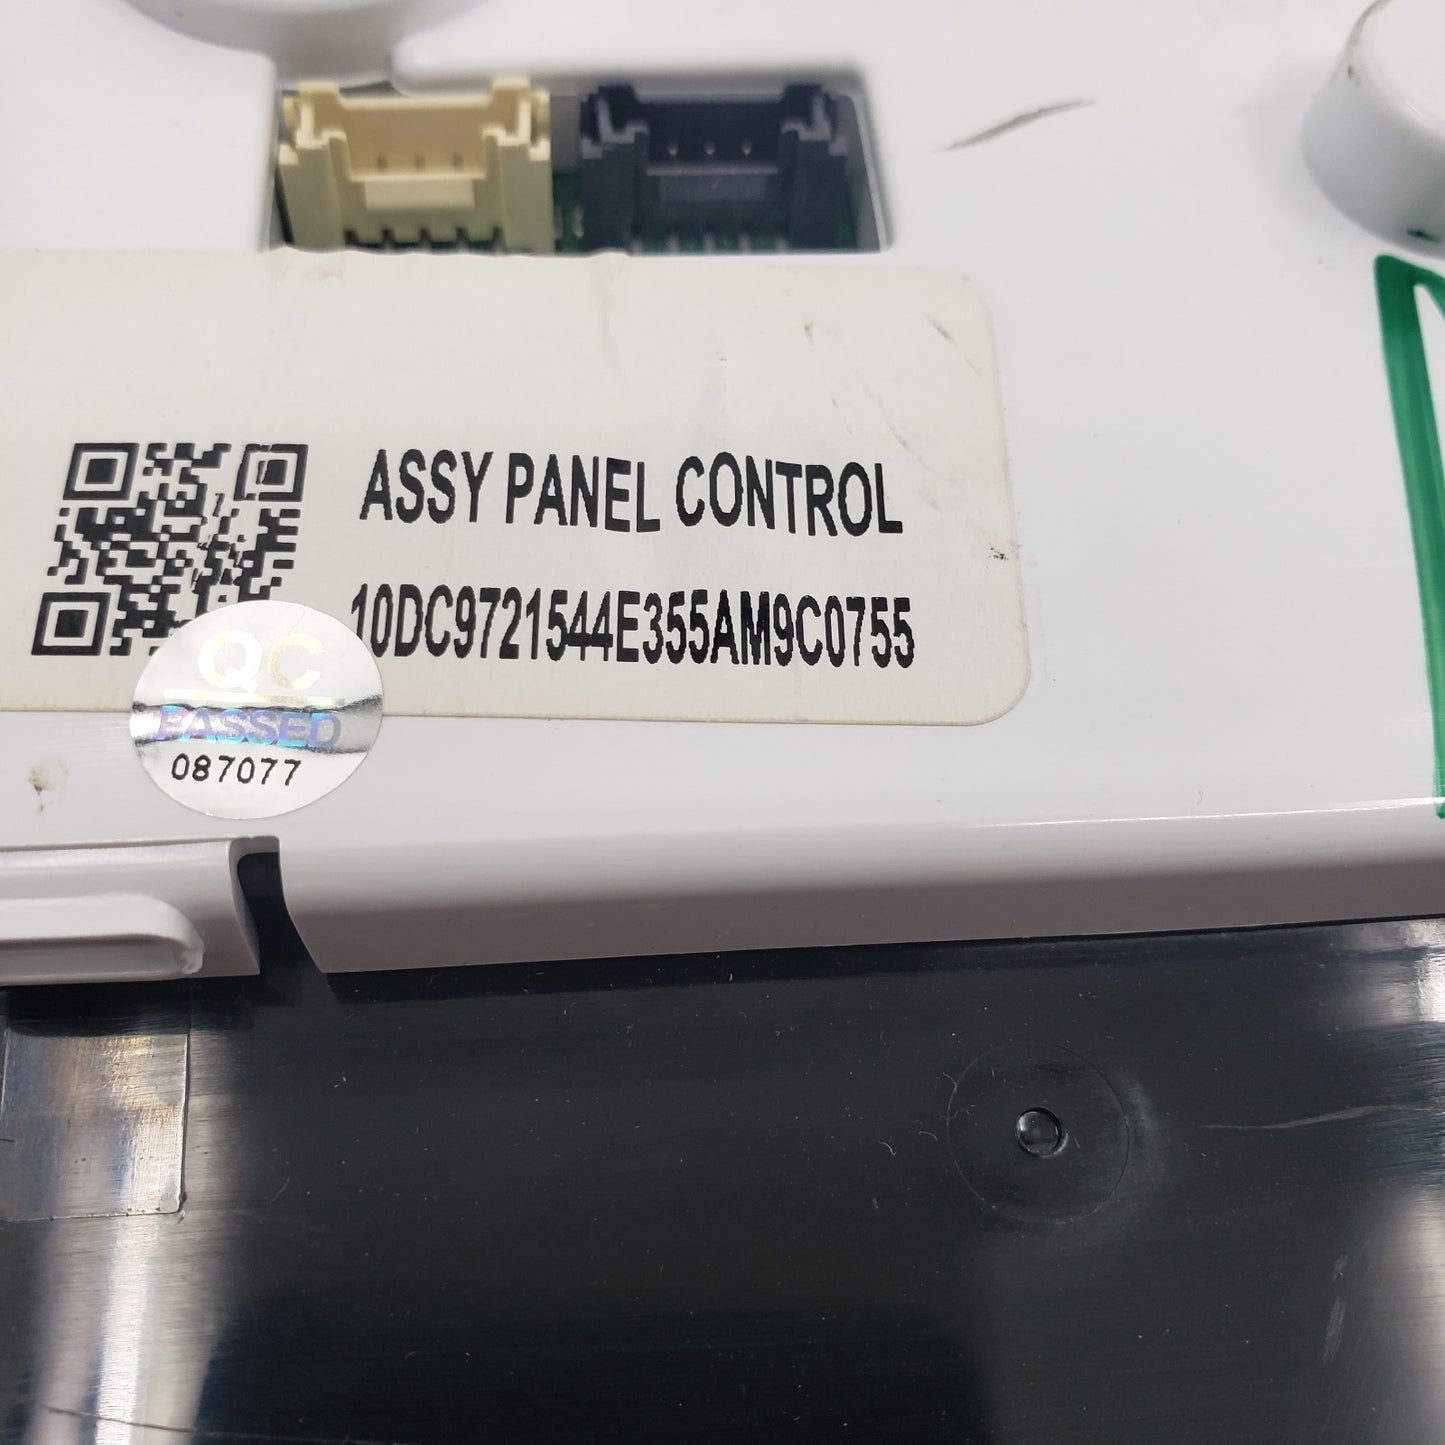 ASSY PANEL CONTROL
10DC9721544E355AM9C0755
QC
PASSED
087077